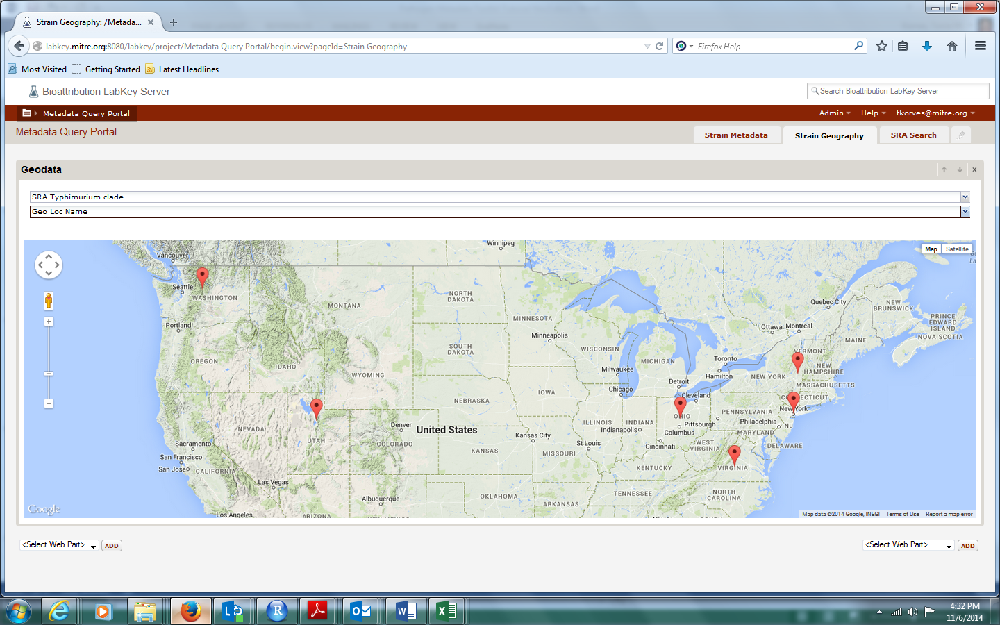 Strain Geography: /Metada...
labkey.mitre.org:8080/labkey/project/Metadata Query Portal/begin.view?pageId=Strain Geography
Firefox Help
Most Visited Getting Started Latest Headlines
Bioattribution LabKey Server
Search Bioattribution LabKey Server
Metadata Query Portal
Admin Help tkorves@mitre.org
Metadata Query Portal
Strain Metadata Strain Geography SRA Search
Geodata
x
SRA Typhimurium clade
Geo Loc Name
Map Satellite
Winnipeg
Vancouver
Seattle
WASHINGTON
Portland
MONTANA
NORTH
DAKOTA
MINNESOTA
Minneapolis
SOUTH
DAKOTA
OREGON
IDAHO
WYOMING
WISCONSIN
MICHIGAN
Milwaukee
Chicago
Detroit
Toronto
Hamilton
Ottawa
Montreal
Quebec City
NEW
BRUNSWICK
PRINCE
EDWARD
ISLAND
NOVA SCOTIA
MAINE
VERMONT
NEW
HAMPSHIRE
NEW YORK
MASSACHUSETTS
CONNECTICUT
IOWA
NEBRASKA
Cleveland
OHIO
PENNSYLVANIA
New York
Pittsburgh
Philadelphia
NJ
NEVADA
UTAH
Denver
COLORADO
United States
Kansas City
KANSAS
ILLINOIS
INDIANA
Indianapolis
Columbus
MARYLAND
St Louis
Cincinnati
WEST
VIRGINIA
DELAWARE
MISSOURI
KENTUCKY
VIRGINIA
Sacramento
San Francisco
San Jose
CALIFORNIA
Las Vegas
Los Angeles
ARIZONA
Albuquerque
NEW MEXICO
OKLAHOMA
ARKANSAS
TENNESSEE
NORTH
CAROLINA
Atlanta
SOUTH
Google
Map data ©2014 Google, INEGI Terms of Use Report a map error
<Select Web Part> ADD
<Select Web Part> ADD
4:32 PM
11/6/2014